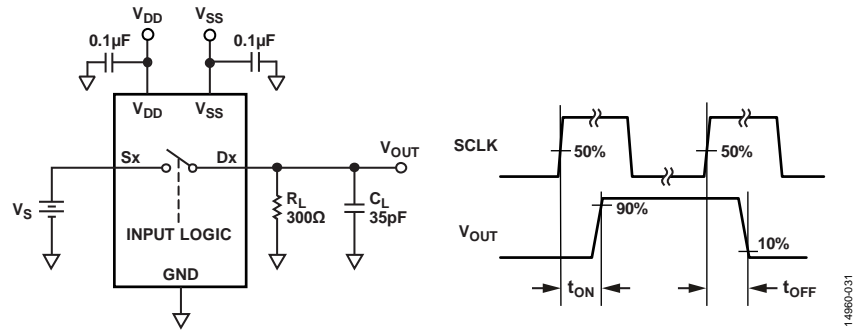 VDD
VSS
0.1µF
0.1µF
VDD
VSS
Sx
Dx
VOUT
VS
RL
300Ω
CL
35pF
INPUT LOGIC
GND
SCLK
50%
50%
VOUT
90%
10%
tON
tOFF
14960-031